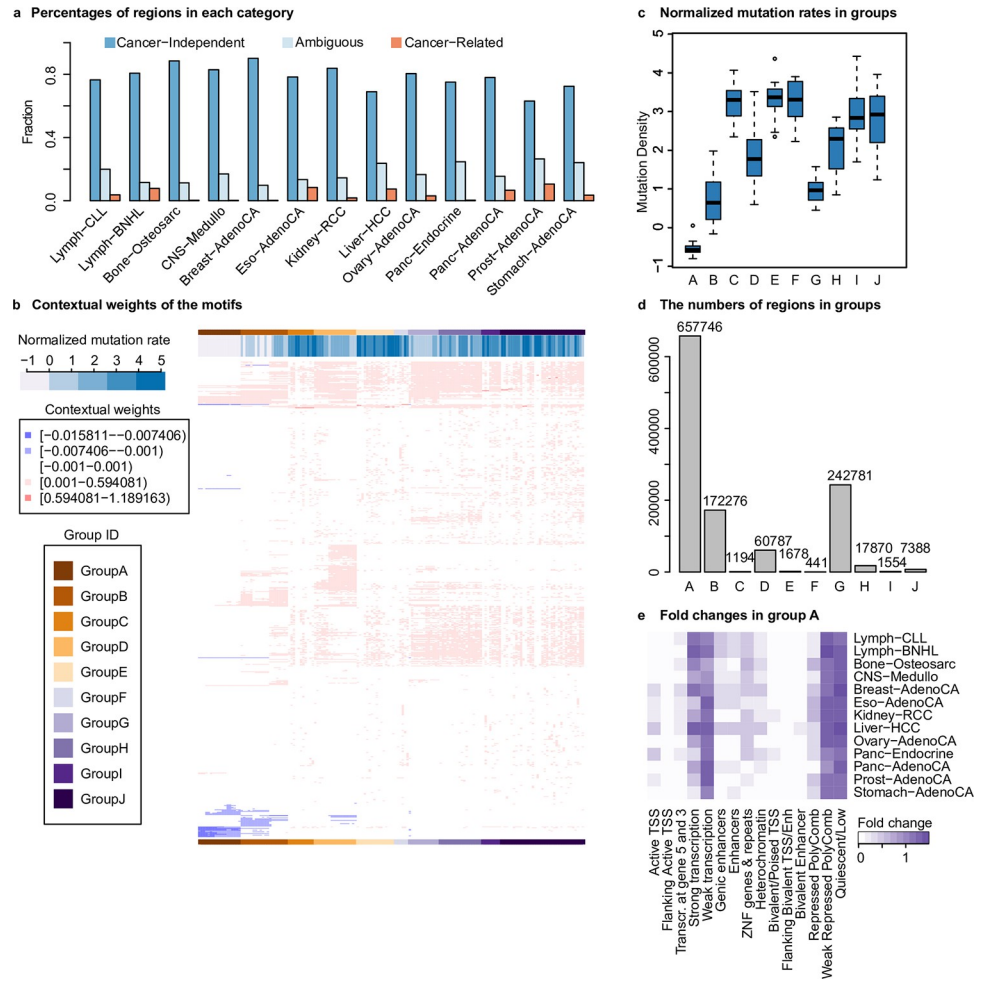 a Percentages of regions in each category
Cancer−Independent Ambiguous Cancer−Related
Fraction
0.0 0.4 0.8
Lymph−CLL
Lymph−BNHL
Bone−Osteosarc
CNS−Medullo
Breast−AdenoCA
Eso−AdenoCA
Kidney−RCC
Liver−HCC
Ovary−AdenoCA
Panc−Endocrine
Panc−AdenoCA
Prost−AdenoCA
Stomach−AdenoCA
c Normalized mutation rates in groups
Mutation Density
−1 0 1 2 3 4 5
A B C D E F G H I J
b Contextual weights of the motifs
Normalized mutation rate
−1 0 1 2 3 4 5
Contextual weights
[-0.015811--0.007406)
[-0.007406--0.001)
[-0.001-0.001)
[0.001-0.594081)
[0.594081-1.189163)
Group ID
GroupA
GroupB
GroupC
GroupD
GroupE
GroupF
GroupG
GroupH
GroupI
GroupJ
d The numbers of regions in groups
0 200000 400000 600000
657746
172276
1194
60787
1678
441
242781
17870
1554
7388
A B C D E F G H I J
e Fold changes in group A
Lymph−CLL
Lymph−BNHL
Bone−Osteosarc
CNS−Medullo
Breast−AdenoCA
Eso−AdenoCA
Kidney−RCC
Liver−HCC
Ovary−AdenoCA
Panc−Endocrine
Panc−AdenoCA
Prost−AdenoCA
Stomach−AdenoCA
Fold change
0 1
Active TSS
Flanking Active TSS
Transcr. at gene 5 and 3
Strong transcription
Weak transcription
Genic enhancers
Enhancers
ZNF genes & repeats
Heterochromatin
Bivalent/Poised TSS
Flanking Bivalent TSS/Enh
Bivalent Enhancer
Repressed PolyComb
Weak Repressed PolyComb
Quiescent/Low